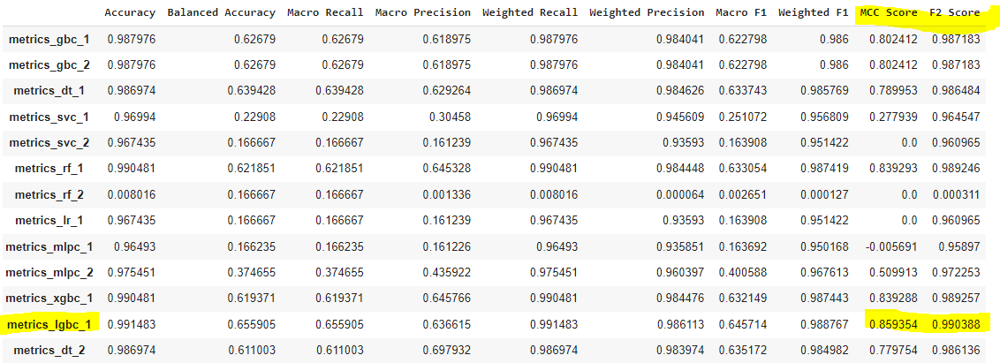 Accuracy Balanced Accuracy Macro Recall Macro Precision Weighted Recall Weighted Precision Macro F1 Weighted F1 MCC Score F2 Score
metrics_gbc_1 0.987976 0.62679 0.62679 0.618975 0.987976 0.984041 0.622798 0.986 0.802412 0.987183
metrics_gbc_2 0.987976 0.62679 0.62679 0.618975 0.987976 0.984041 0.622798 0.986 0.802412 0.987183
metrics_dt_1 0.986974 0.639428 0.639428 0.629264 0.986974 0.984626 0.633743 0.985769 0.789953 0.986484
metrics_svc_1 0.96994 0.22908 0.22908 0.30458 0.96994 0.945609 0.251072 0.956809 0.277939 0.964547
metrics_svc_2 0.967435 0.166667 0.166667 0.161239 0.967435 0.93593 0.163908 0.951422 0.0 0.960965
metrics_rf_1 0.990481 0.621851 0.621851 0.645328 0.990481 0.984448 0.633054 0.987419 0.839293 0.989246
metrics_rf_2 0.008016 0.166667 0.166667 0.001336 0.008016 0.000064 0.002651 0.000127 0.0 0.000311
metrics_lr_1 0.967435 0.166667 0.166667 0.161239 0.967435 0.93593 0.163908 0.951422 0.0 0.960965
metrics_mlpc_1 0.96493 0.166235 0.166235 0.161226 0.96493 0.935851 0.163692 0.950168 -0.005691 0.95897
metrics_mlpc_2 0.975451 0.374655 0.374655 0.435922 0.975451 0.960397 0.400588 0.967613 0.509913 0.972253
metrics_xgbc_1 0.990481 0.619371 0.619371 0.645766 0.990481 0.984476 0.632149 0.987443 0.839288 0.989257
metrics_lgbc_1 0.991483 0.655905 0.655905 0.636615 0.991483 0.986113 0.645714 0.988767 0.859354 0.990388
metrics_dt_2 0.986974 0.611003 0.611003 0.697932 0.986974 0.983974 0.635172 0.984982 0.779754 0.986136